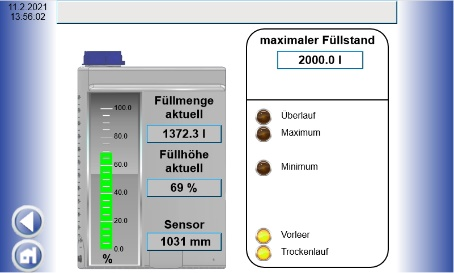 11.2.2021
13.56.02
maximaler Füllstand
2000.0 l
Füllmenge
aktuell
1372.3 l
Füllhöhe
aktuell
69 %
Sensor
1031 mm
100.0
80.0
60.0
40.0
20.0
0.0
%
Überlauf
Maximum
Minimum
Vorleer
Trockenlauf